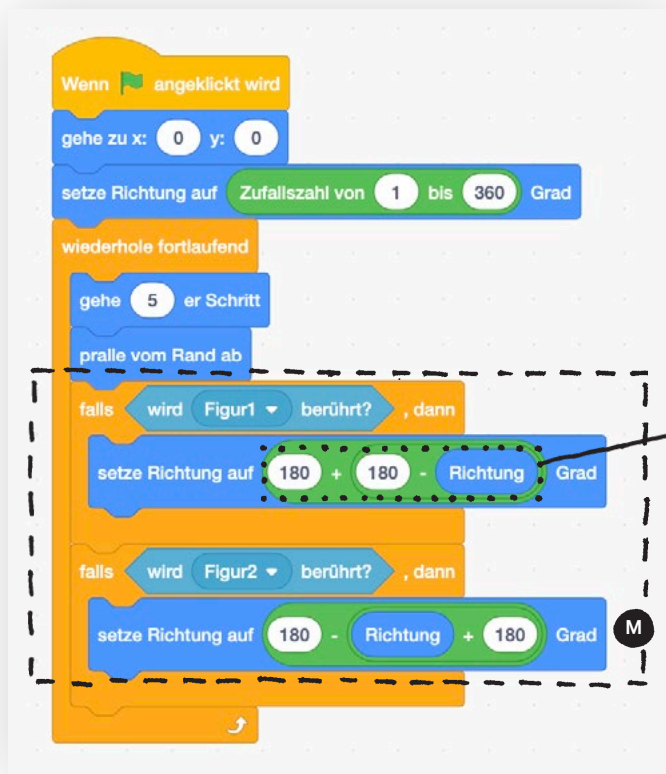 Wenn angeklickt wird
gehe zu x: 0 y: 0
setze Richtung auf Zufallszahl von 1 bis 360 Grad
wiederhole fortlaufend
gehe 5 er Schritt
pralle vom Rand ab
falls wird Figur1 berührt? , dann
setze Richtung auf 180 + 180 - Richtung Grad
falls wird Figur2 berührt? , dann
setze Richtung auf 180 - Richtung + 180 Grad
M